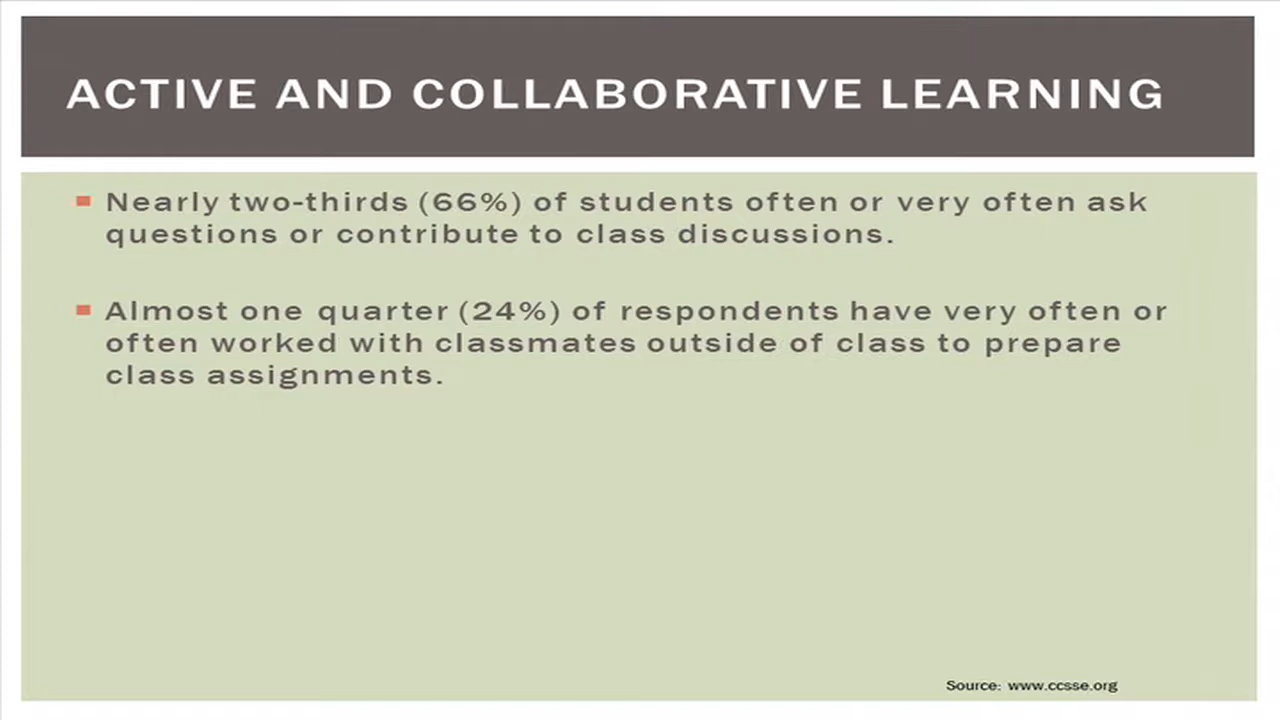 ACTIVE AND COLLABORATIVE LEARNING
Nearly two-thirds (66%) of students often or very often ask
questions or contribute to class discussions.
Almost one quarter (24%) of respondents have very often or
often worked with classmates outside of class to prepare
class assignments.
Source: www.ccsse.org